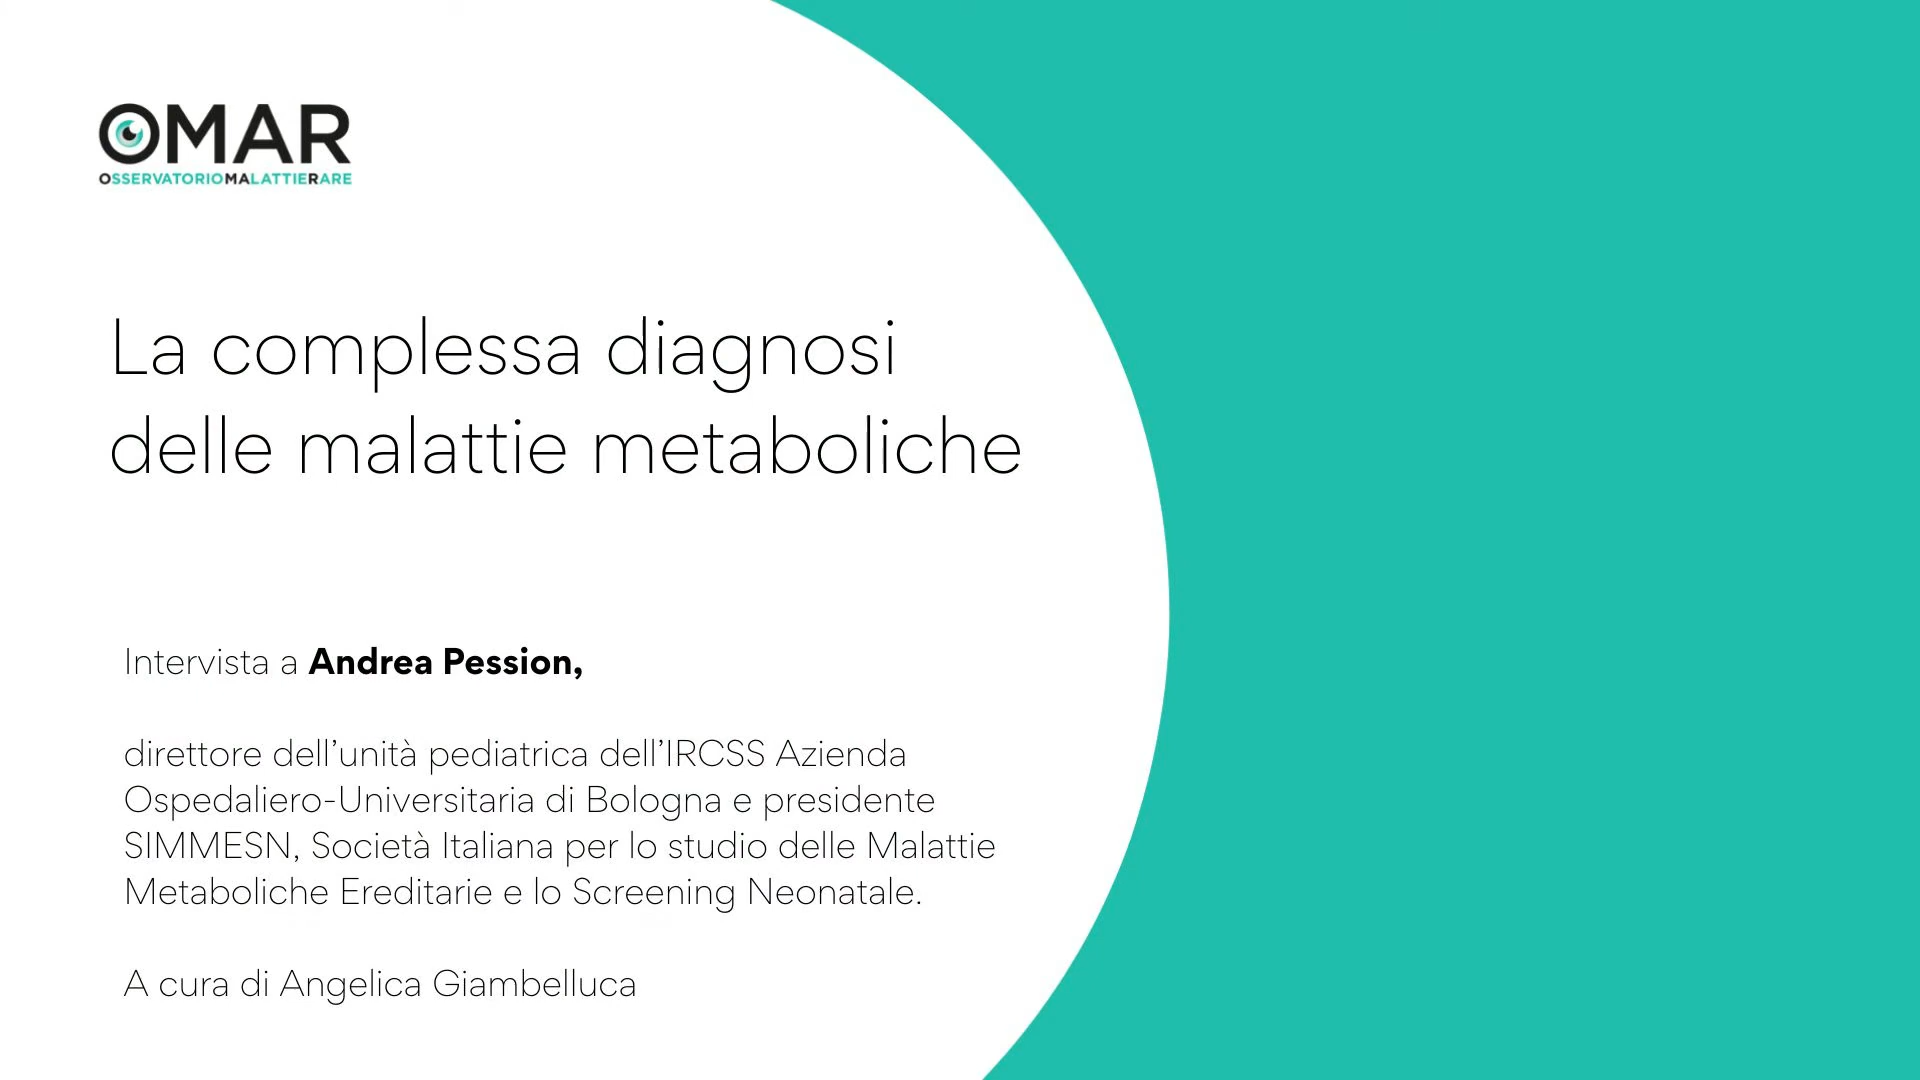 OMAR
OSSERVATORIOMALATTIERARE
La complessa diagnosi
delle malattie metaboliche
Intervista a Andrea Pession,
direttore dell’unità pediatrica dell’IRCSS Azienda
Ospedaliero-Universitaria di Bologna e presidente
SIMMESN, Società Italiana per lo studio delle Malattie
Metaboliche Ereditarie e lo Screening Neonatale.
A cura di Angelica Giambelluca